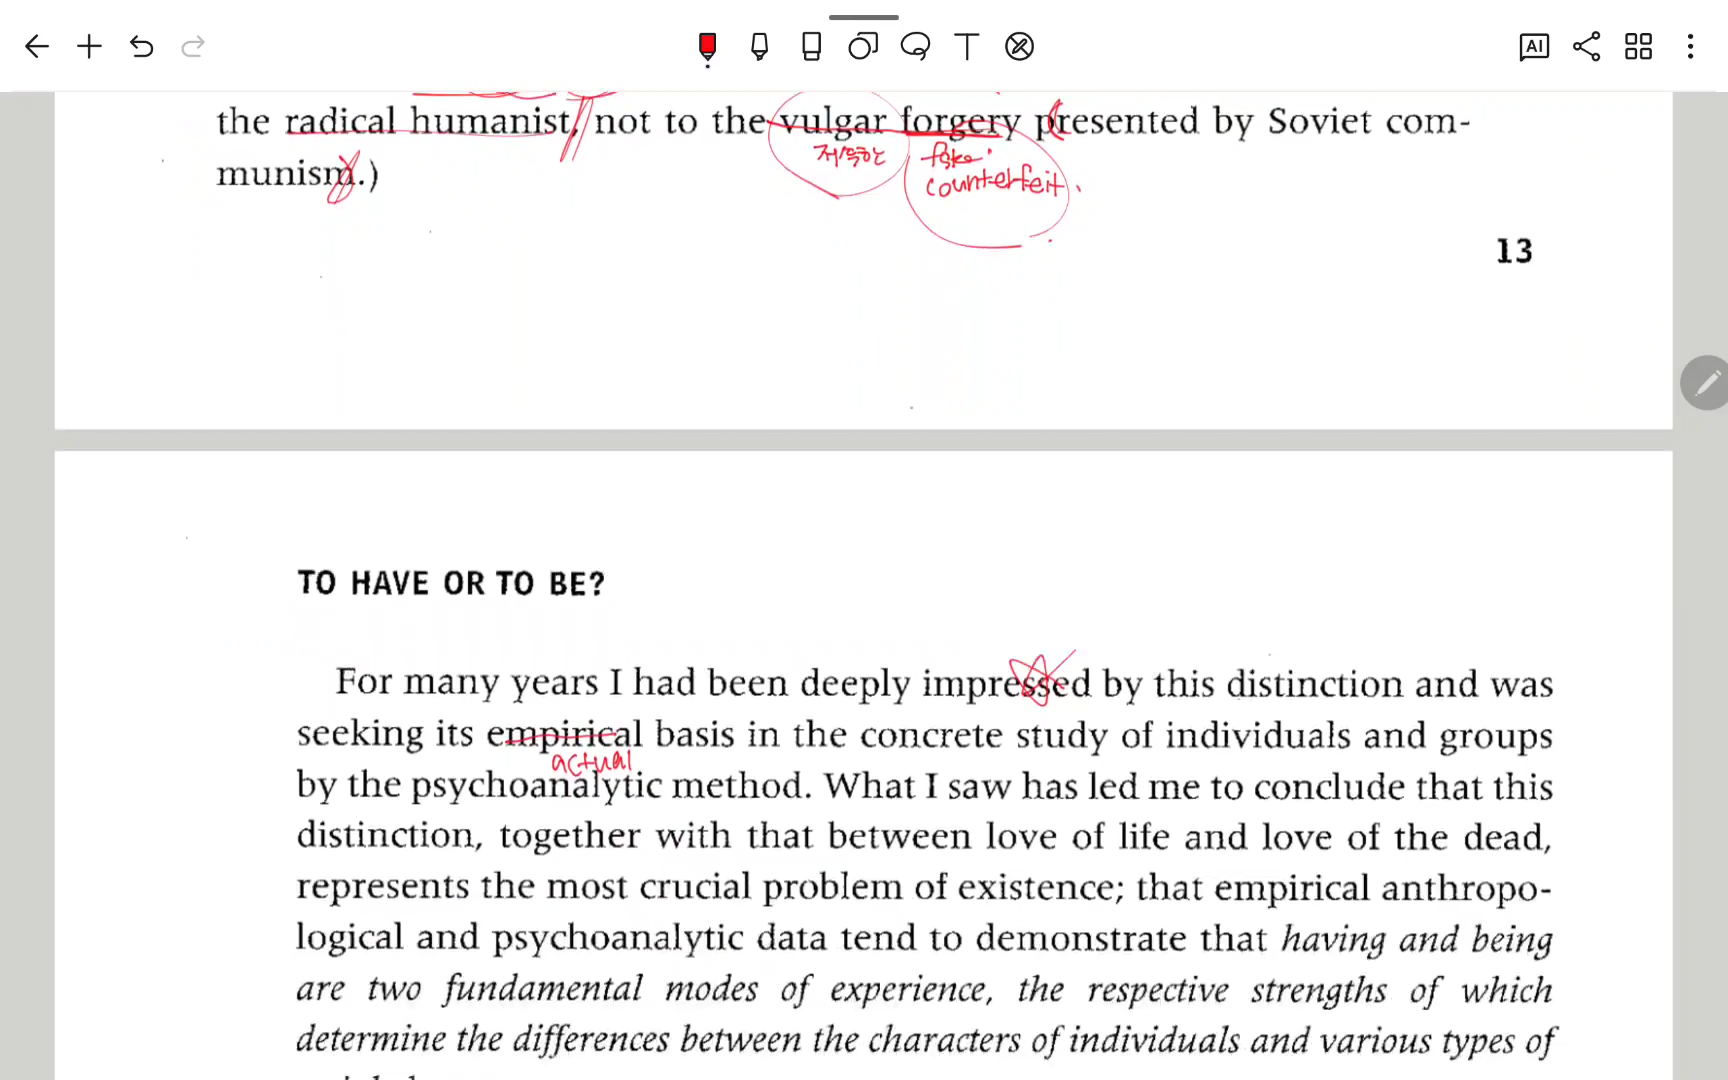 AI
the radical humanist, not to the vulgar forgery presented by Soviet com-
저속한 fake
counterfeit
munism.)
13
TO HAVE OR TO BE?
For many years I had been deeply impressed by this distinction and was
seeking its empirical basis in the concrete study of individuals and groups
actual
by the psychoanalytic method. What I saw has led me to conclude that this
distinction, together with that between love of life and love of the dead,
represents the most crucial problem of existence; that empirical anthropo-
logical and psychoanalytic data tend to demonstrate that having and being
are two fundamental modes of experience, the respective strengths of which
determine the differences between the characters of individuals and various types of